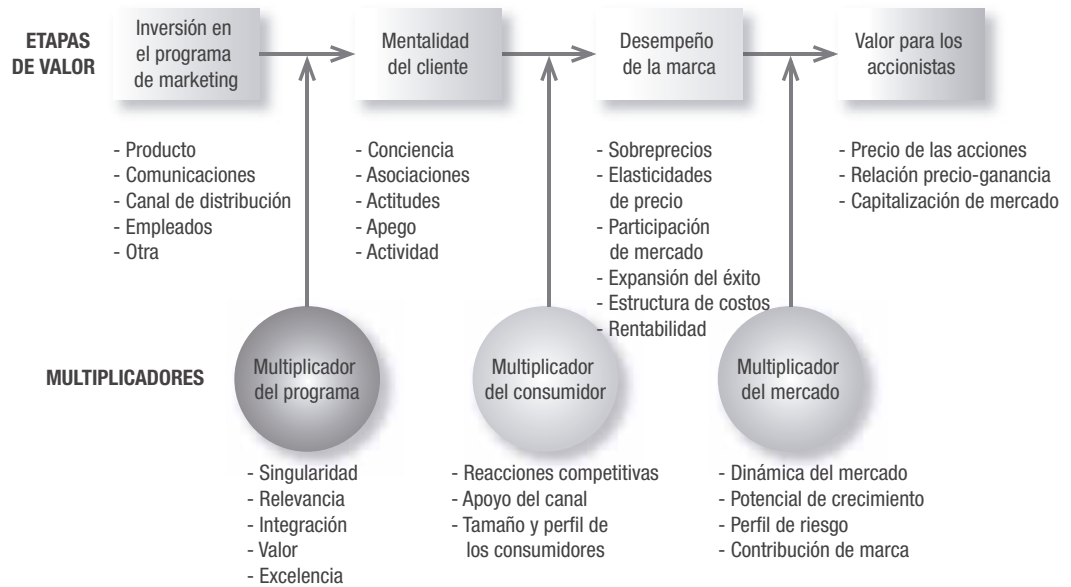 ETAPAS
DE VALOR
Inversión en
el programa
de marketing
Mentalidad
del cliente
Desempeño
de la marca
Valor para los
accionistas
- Producto
- Comunicaciones
- Canal de distribución
- Empleados
- Otra
- Conciencia
- Asociaciones
- Actitudes
- Apego
- Actividad
- Sobreprecios
- Elasticidades
de precio
- Participación
de mercado
- Expansión del éxito
- Estructura de costos
- Rentabilidad
- Precio de las acciones
- Relación precio-ganancia
- Capitalización de mercado
MULTIPLICADORES
Multiplicador
del programa
Multiplicador
del consumidor
Multiplicador
del mercado
- Singularidad
- Relevancia
- Integración
- Valor
- Excelencia
- Reacciones competitivas
- Apoyo del canal
- Tamaño y perfil de
los consumidores
- Dinámica del mercado
- Potencial de crecimiento
- Perfil de riesgo
- Contribución de marca